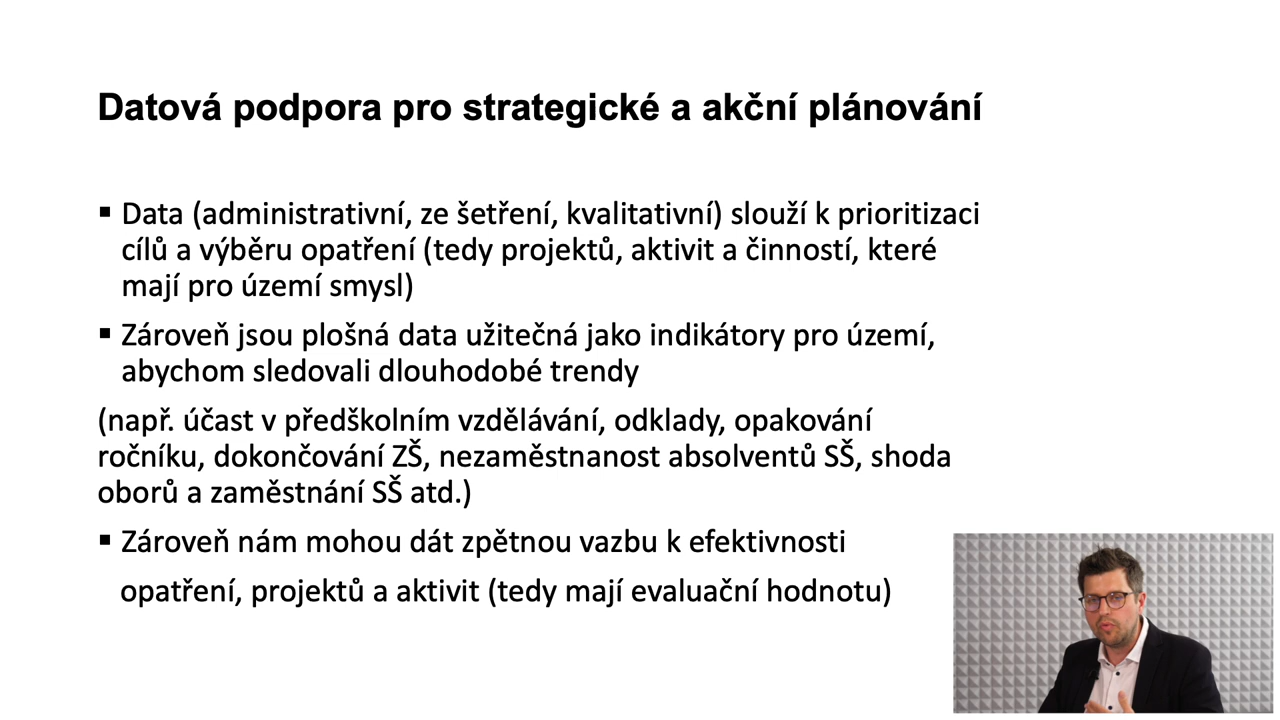 Datová podpora pro strategické a akční plánování
▪ Data (administrativní, ze šetření, kvalitativní) slouží k prioritizaci
cílů a výběru opatření (tedy projektů, aktivit a činností, které
mají pro území smysl)
▪ Zároveň jsou plošná data užitečná jako indikátory pro území,
abychom sledovali dlouhodobé trendy
(např. účast v předškolním vzdělávání, odklady, opakování
ročníku, dokončování ZŠ, nezaměstnanost absolventů SŠ, shoda
oborů a zaměstnání SŠ atd.)
▪ Zároveň nám mohou dát zpětnou vazbu k efektivnosti
opatření, projektů a aktivit (tedy mají evaluační hodnotu)